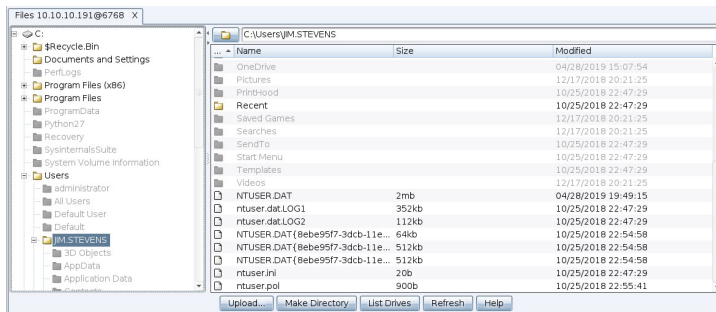 Files 10.10.10.191@6768 X
C:
$Recycle.Bin
Documents and Settings
PerfLogs
Program Files (x86)
Program Files
ProgramData
Python27
Recovery
SysinternalsSuite
System Volume Information
Users
administrator
All Users
Default User
Default
JIM.STEVENS
3D Objects
AppData
Application Data
C:\Users\JIM.STEVENS
... Name Size Modified
OneDrive 04/28/2019 15:07:54
Pictures 12/17/2018 20:21:25
PrintHood 10/25/2018 22:47:29
Recent 10/25/2018 22:47:29
Saved Games 12/17/2018 20:21:25
Searches 12/17/2018 20:21:25
SendTo 10/25/2018 22:47:29
Start Menu 10/25/2018 22:47:29
Templates 10/25/2018 22:47:29
Videos 12/17/2018 20:21:25
NTUSER.DAT 2mb 04/28/2019 19:49:15
ntuser.dat.LOG1 352kb 10/25/2018 22:47:29
ntuser.dat.LOG2 112kb 10/25/2018 22:47:29
NTUSER.DAT{8ebe95f7-3dcb-11e... 64kb 10/25/2018 22:54:58
NTUSER.DAT{8ebe95f7-3dcb-11e... 512kb 10/25/2018 22:54:58
NTUSER.DAT{8ebe95f7-3dcb-11e... 512kb 10/25/2018 22:54:58
ntuser.ini 20b 10/25/2018 22:47:29
ntuser.pol 900b 10/25/2018 22:55:41
Upload... Make Directory List Drives Refresh Help